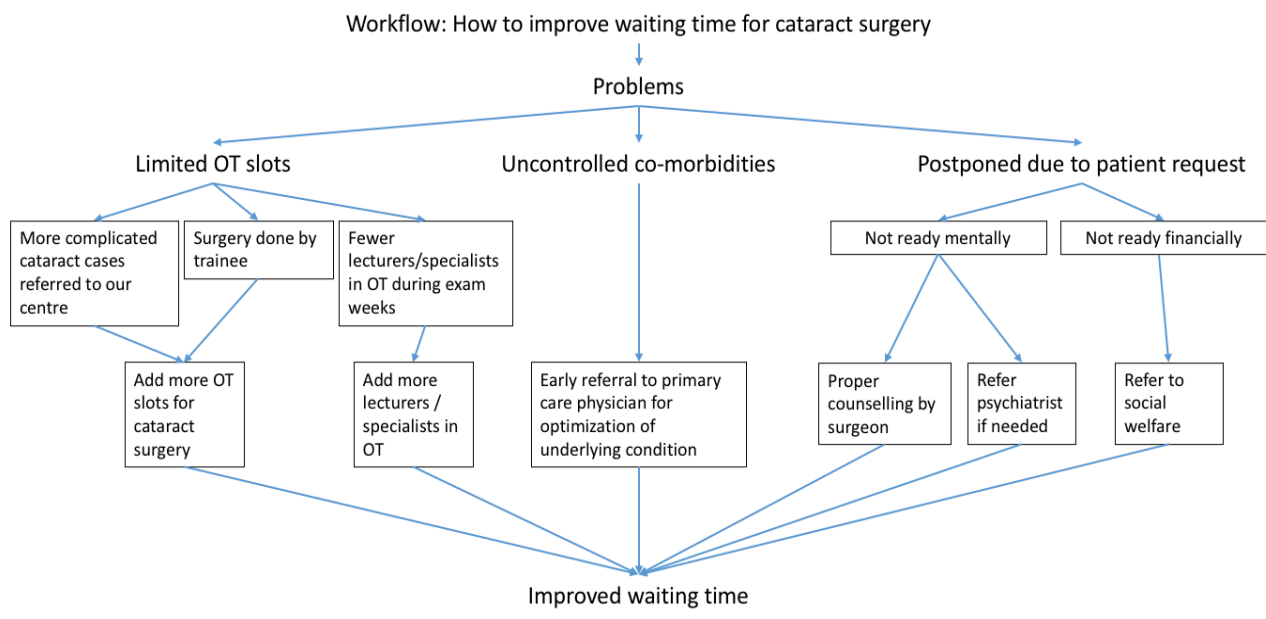 Workflow: How to improve waiting time for cataract surgery
Problems
Limited OT slots
Uncontrolled co-morbidities
Postponed due to patient request
More complicated
cataract cases
referred to our
centre
Surgery done by
trainee
Fewer
lecturers/specialists
in OT during exam
weeks
Not ready mentally
Not ready financially
Add more OT
slots for
cataract
surgery
Add more
lecturers /
specialists in
OT
Early referral to primary
care physician for
optimization of
underlying condition
Proper
counselling by
surgeon
Refer
psychiatrist
if needed
Refer to
social
welfare
Improved waiting time